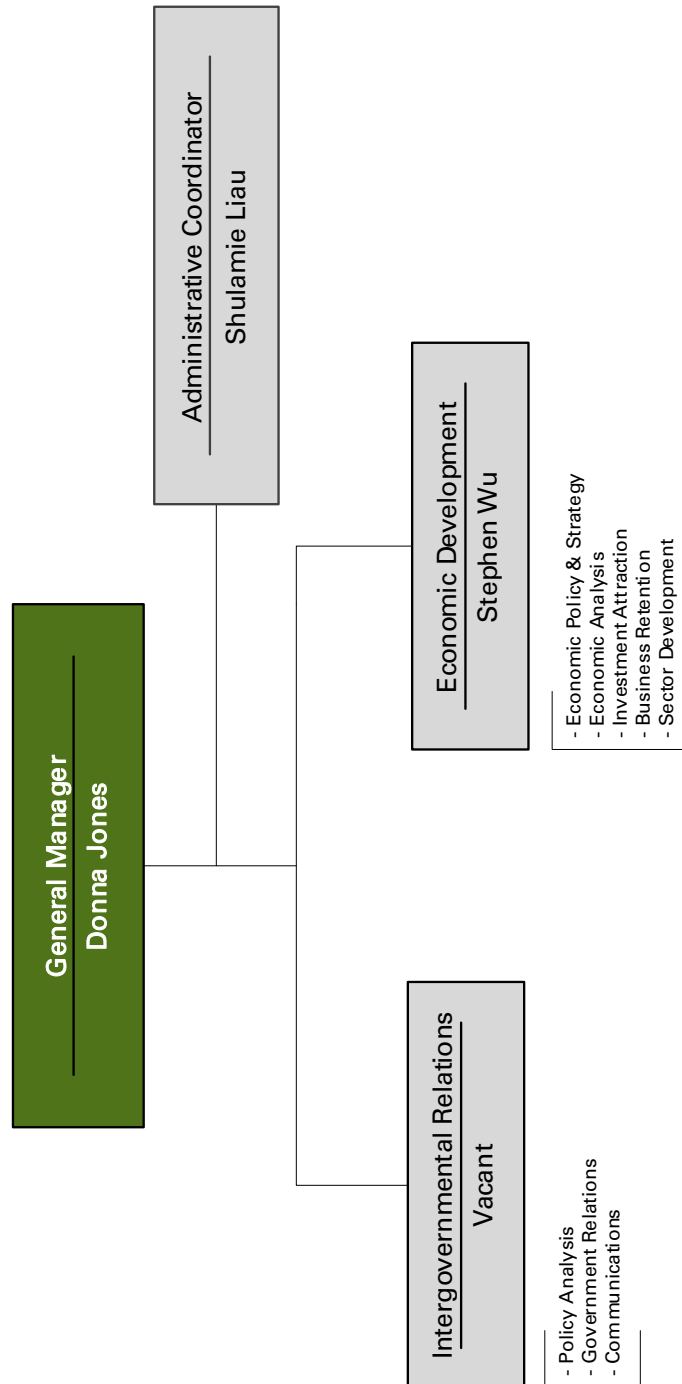 General Manager
Donna Jones
Administrative Coordinator
Shulamie Liau
Intergovernmental Relations
Vacant
- Policy Analysis
- Government Relations
- Communications
Economic Development
Stephen Wu
- Economic Policy & Strategy
- Economic Analysis
- Investment Attraction
- Business Retention
- Sector Development